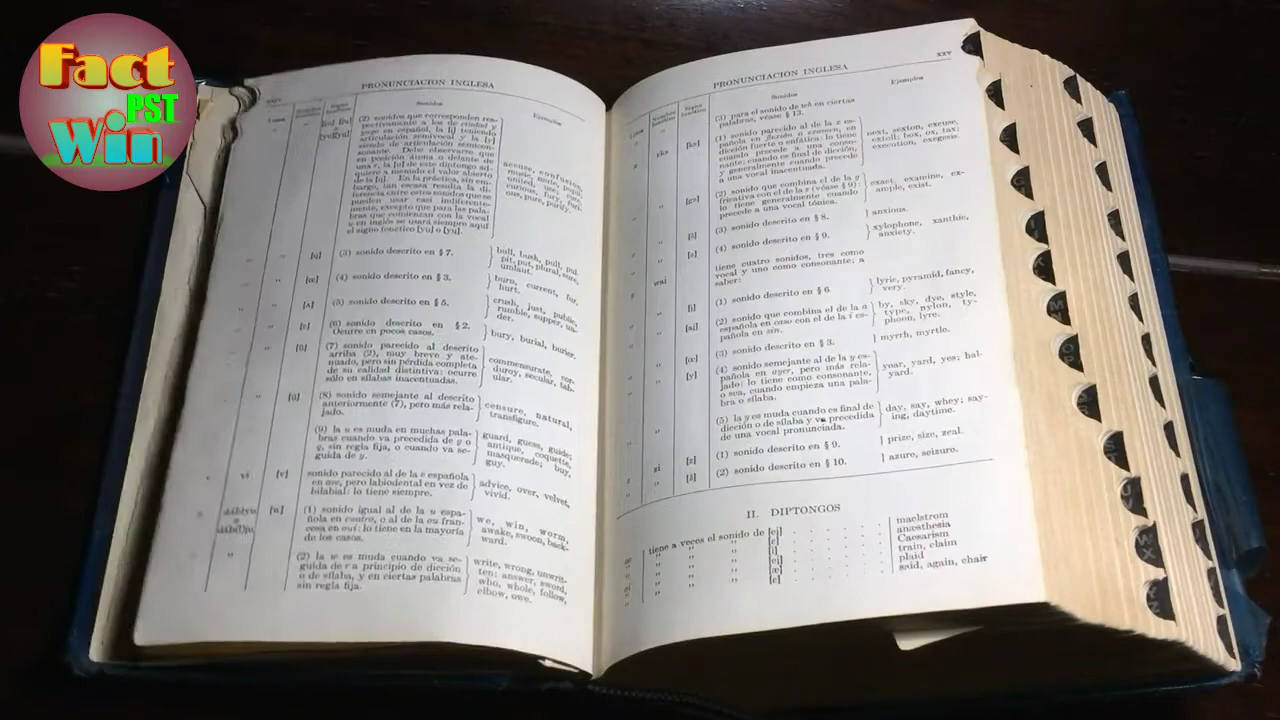 Fact
PST
Win
PRONUNCIACION INGLESA
Sonidos
Ejemplos
(2) sonidos que corresponden res-
pectivamente a los de ciudad y
yugo en español, la [i] teniendo
articulación semivocal y la [y]
siendo de articulación semiconso-
nante. Debe observarse que
en posición átona o delante de
una r, la [u] de este diptongo ad-
quiere a menudo el valor abierto
de la [u]. En la práctica, sin em-
bargo, tan escasa resulta la di-
ferencia entre estos sonidos que se
pueden usar casi indiferente-
mente, excepto que para las pala-
bras que comienzan con la vocal
u en inglés se usará siempre aquí
el signo fonético [yu] o [yu].
accuse, confusion,
music, mute, pupil,
united, use; cure,
curious, fury, furi-
ous, pure, purify.
[u] (3) sonido descrito en § 7.
bull, bush, pull, put,
pit, put, plural, sure,
umlaut.
[œ] (4) sonido descrito en § 3.
burn, current, fur,
hurt.
[ʌ] (5) sonido descrito en § 5.
crush, just, public,
rumble, supper, un-
der.
[e] (6) sonido descrito en § 2.
Ocurre en pocos casos.
bury, burial, burier.
(7) sonido parecido al descrito
arriba (2), muy breve y ate-
nuado, pero sin pérdida completa
de su calidad distintiva: ocurre
sólo en sílabas inacentuadas.
commensurate, cor-
duroy, secular, tab-
ular.
(8) sonido semejante al descrito
anteriormente (7), pero más rela-
jado.
censure, natural,
transfigure.
(9) la u es muda en muchas pala-
bras cuando va precedida de g o
q, sin regla fija, o cuando va se-
guida de y.
guard, guess, guide;
antique, coquette,
masquerade; buy,
guy.
vi [v] sonido parecido al de la v española
en ave, pero labiodental en vez de
bilabial: lo tiene siempre.
advice, over, velvet,
vivid.
[w] (1) sonido igual al de la u espa-
ñola en cuatro, o al de la ou fran-
cesa en oui: lo tiene en la mayoría
de los casos.
we, win, worm,
awake, swoon, back-
ward.
(2) la w es muda cuando va se-
guida de r a principio de dicción
o de sílaba, y en ciertas palabras
sin regla fija.
write, wrong, unwrit-
ten; answer, sword,
who, whole, follow,
elbow, owe.
PRONUNCIACION INGLESA
xxv
Sonidos
Ejemplos
(3) para el sonido de wh en ciertas
palabras, véase § 13.
[ks] (1) sonido parecido al de la x es-
pañola en flexión o examen, en
dicción fuerte o enfática: lo tiene
cuando precede a una conso-
nante; cuando es final de dicción,
y generalmente cuando precede
a una vocal inacentuada.
next, sexton, excuse,
extoll; box, ox, tax;
execution, exegesis.
[gz] (2) sonido que combina el de la g
fricativa con el de la z (véase § 9):
lo tiene generalmente cuando
precede a una vocal tónica.
exact, examine, ex-
ample, exist.
(3) sonido descrito en § 8.
anxious.
[z] (4) sonido descrito en § 9.
xylophone, xanthic,
anxiety.
wai tiene cuatro sonidos, tres como
vocal y uno como consonante; a
saber:
[i] (1) sonido descrito en § 6
lyric, pyramid, fancy,
very.
[ai] (2) sonido que combina el de la a
española en caso con el de la i es-
pañola en sin.
by, sky, dye, style,
type, nylon, ty-
phoon, lyre.
[œ] (3) sonido descrito en § 3.
myrrh, myrtle.
[y] (4) sonido semejante al de la y es-
pañola en ayer, pero más rela-
jado: lo tiene como consonante,
o sea, cuando empieza una pala-
bra o sílaba.
year, yard, yes; hal-
yard.
(5) la y es muda cuando es final de
dicción o de sílaba y va precedida
de una vocal pronunciada.
day, say, whey; say-
ing, daytime.
zi [z] (1) sonido descrito en § 9.
prize, size, zeal.
(2) sonido descrito en § 10.
azure, seizure.
II. DIPTONGOS
tiene a veces el sonido de [ei] maelstrom
anæsthesia
Caesarism
train, claim
plaid
said, again, chair